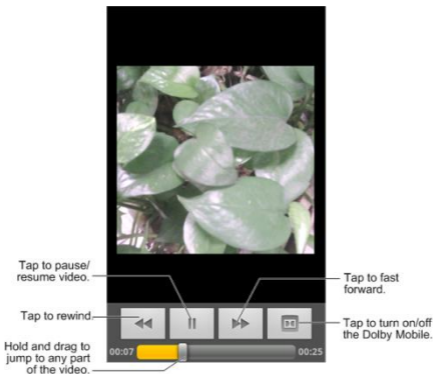 Tap to pause/
resume video.
Tap to fast
forward.
Tap to rewind.
Tap to turn on/off
the Dolby Mobile.
Hold and drag to
jump to any part
of the video.
00:07
00:25